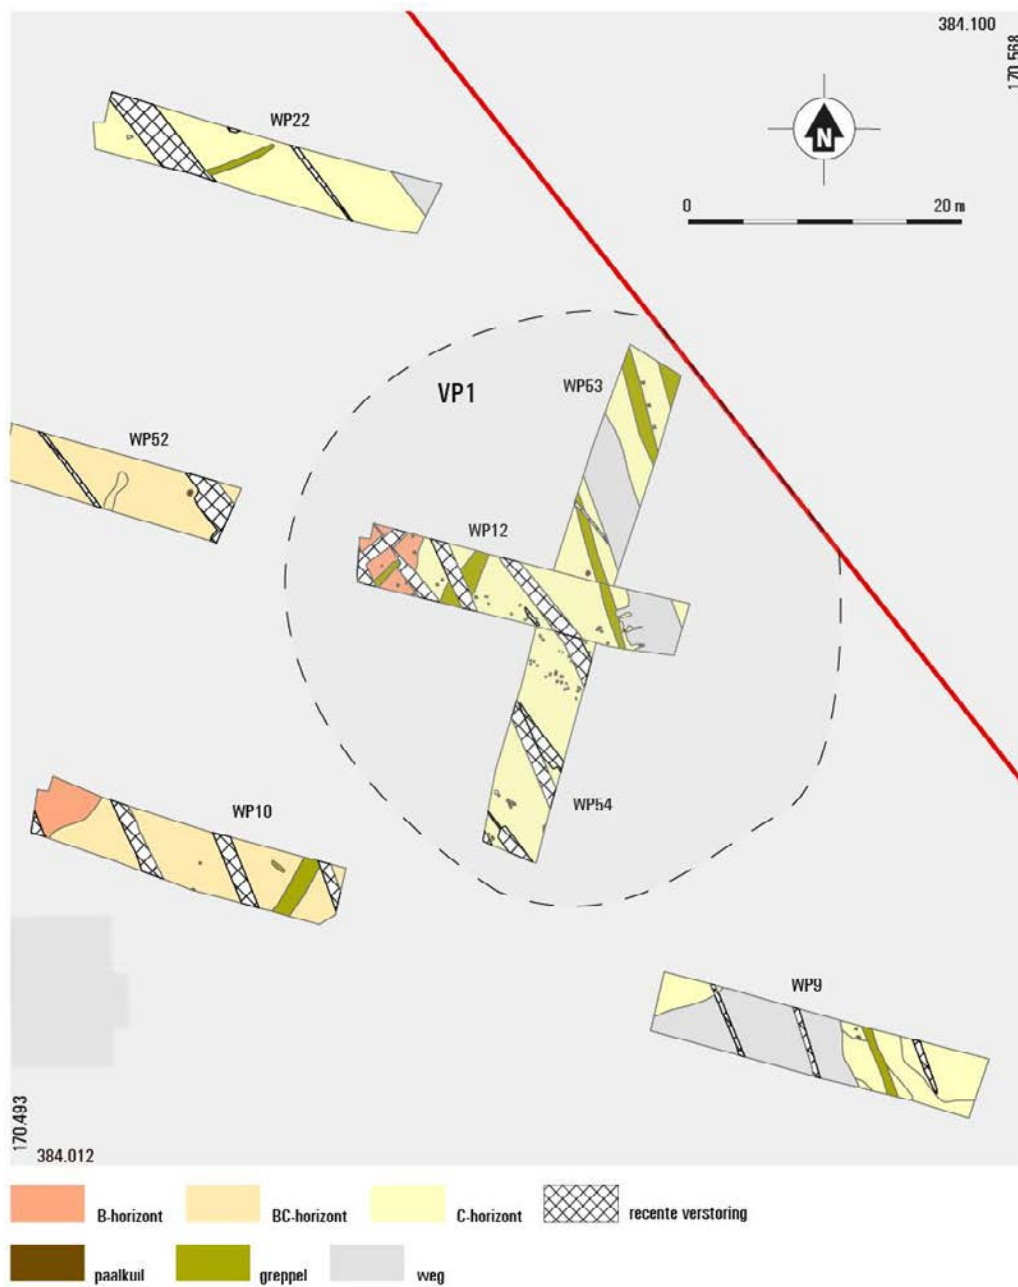 384.100
170.568
WP22
N
0 20 m
WP53
VP1
WP52
WP12
WP10
WP54
WP9
170.493
384.012
B-horizont BC-horizont C-horizont recente verstoring
paalkuil greppel weg